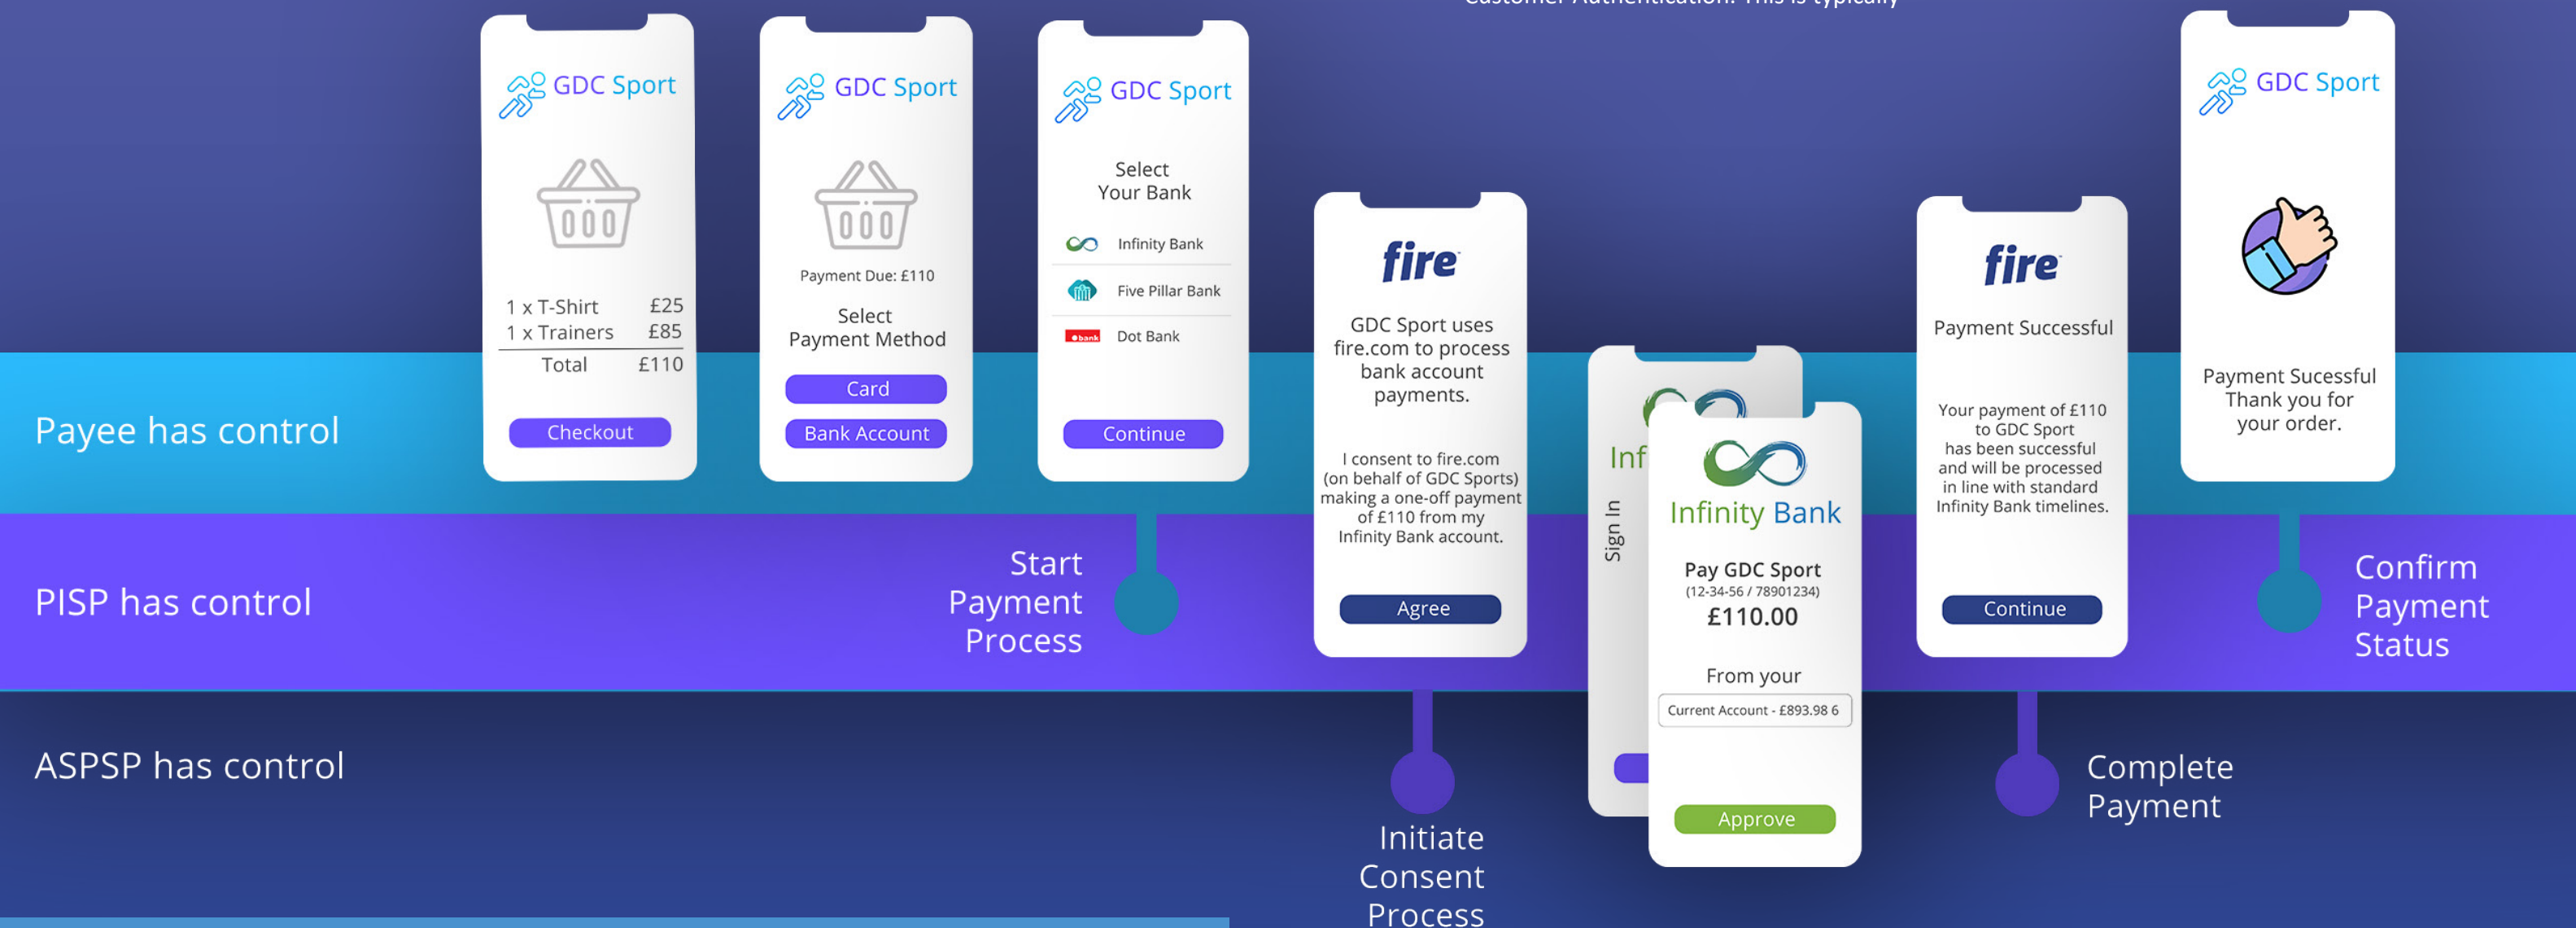 Customer Authentication. This is typically
GDC Sport
1 x T-Shirt £25
1 x Trainers £85
Total £110
Checkout
GDC Sport
Payment Due: £110
Select
Payment Method
Card
Bank Account
GDC Sport
Select
Your Bank
Infinity Bank
Five Pillar Bank
bank
Dot Bank
Continue
fire
GDC Sport uses
fire.com to process
bank account
payments.
I consent to fire.com
(on behalf of GDC Sports)
making a one-off payment
of £110 from my
Infinity Bank account.
Agree
Inf
Sign In
Infinity Bank
Pay GDC Sport
(12-34-56 / 78901234)
£110.00
From your
Current Account - £893.98 6
Approve
fire
Payment Successful
Your payment of £110
to GDC Sport
has been successful
and will be processed
in line with standard
Infinity Bank timelines.
Continue
GDC Sport
Payment Sucessful
Thank you for
your order.
Payee has control
PISP has control
ASPSP has control
Start
Payment
Process
Initiate
Consent
Process
Complete
Payment
Confirm
Payment
Status